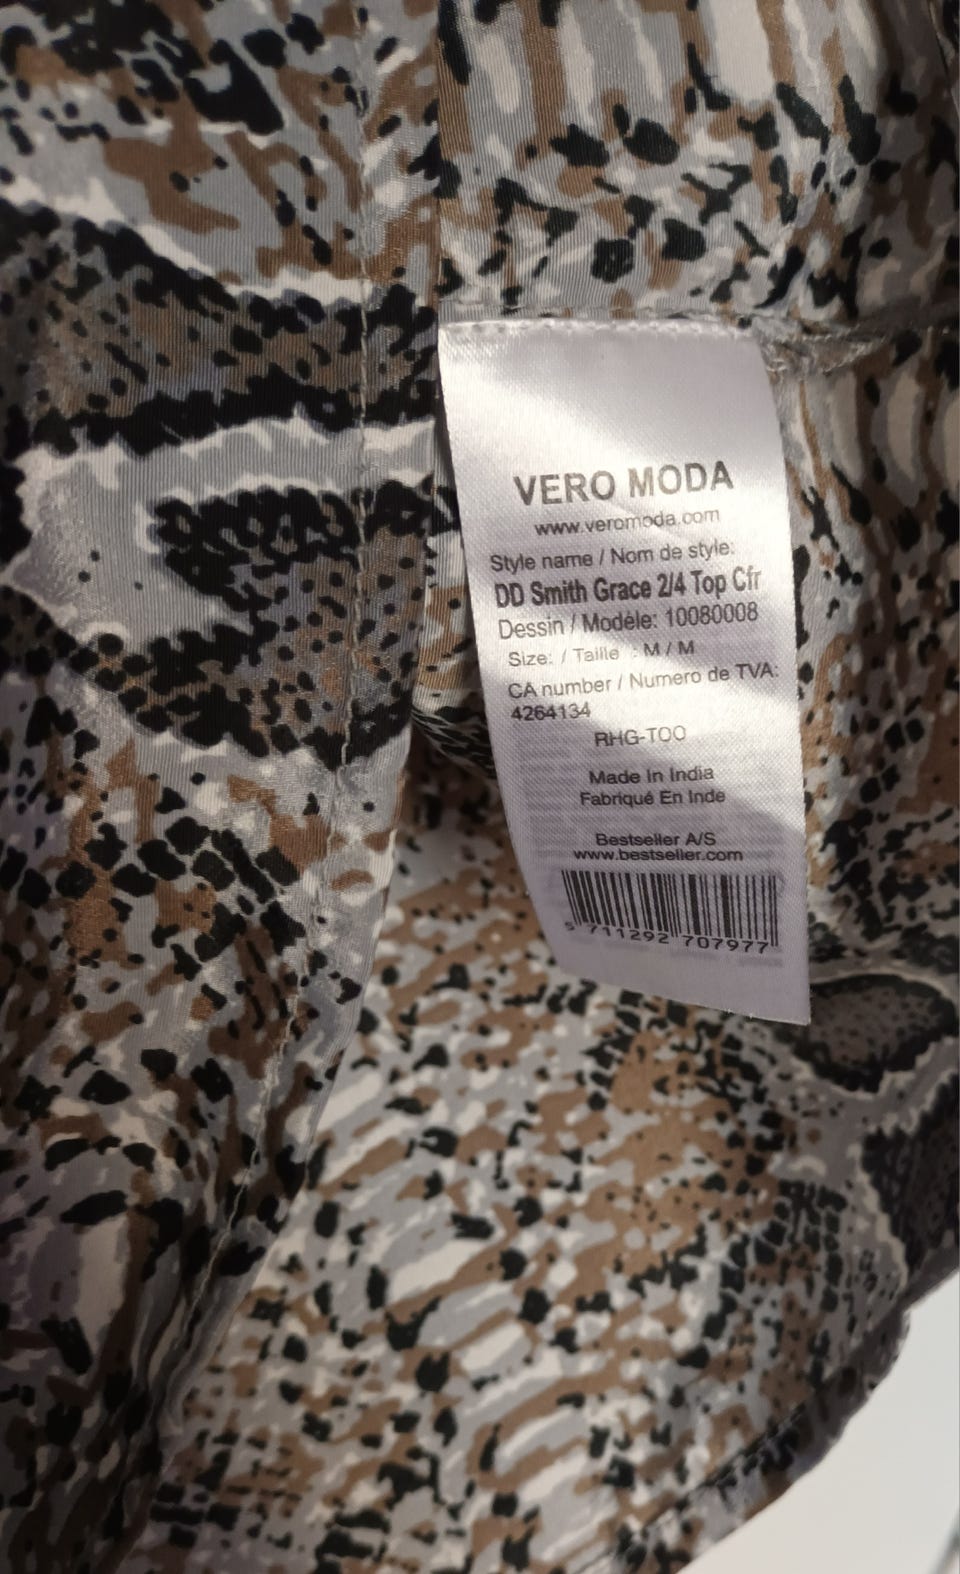 VERO MODA
www.veromoda.com
Style name / Nom de style:
DD Smith Grace 2/4 Top Cfr
Dessin / Modèle: 10080008
Size: / Taille : M / M
CA number / Numero de TVA:
4264134
RHG-TOO
Made In India
Fabriqué En Inde
Bestseller A/S
www.bestseller.com
5 711292 707977